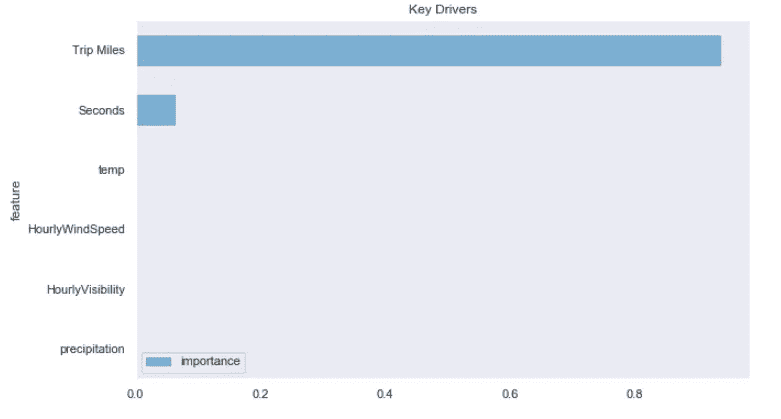 Key Drivers
Trip Miles
Seconds
temp
HourlyWindSpeed
HourlyVisibility
precipitation
feature
importance
0.0 0.2 0.4 0.6 0.8